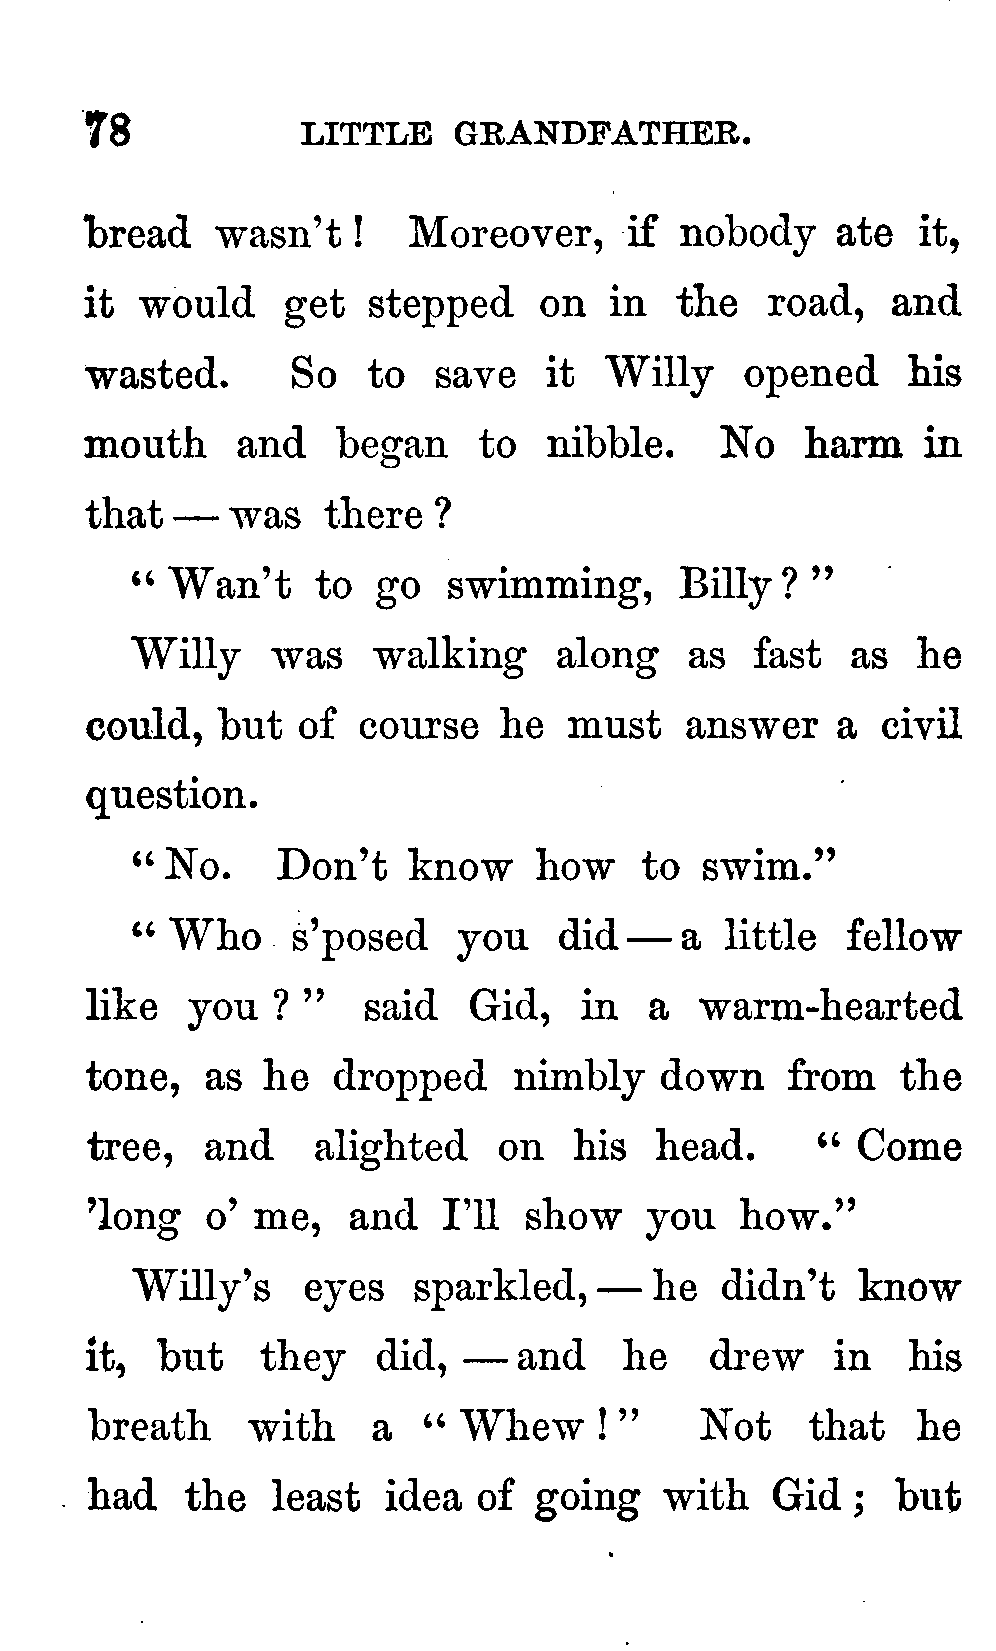 78 LITTLE GRANDFATHER.
bread wasn't! Moreover, if nobody ate it,
it would get stepped on in the road, and
wasted. So to save it Willy opened his
mouth and began to nibble. No harm in
that — was there?
"Wan't to go swimming, Billy?"
Willy was walking along as fast as he
could, but of course he must answer a civil
question.
"No. Don't know how to swim."
"Who s'posed you did — a little fellow
like you?" said Gid, in a warm-hearted
tone, as he dropped nimbly down from the
tree, and alighted on his head. "Come
'long o' me, and I'll show you how."
Willy's eyes sparkled, — he didn't know
it, but they did, — and he drew in his
breath with a "Whew!" Not that he
had the least idea of going with Gid; but